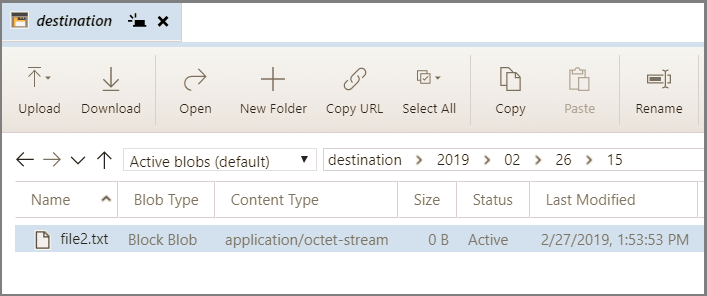 destination
Upload Download Open New Folder Copy URL Select All Copy Paste Rename
Active blobs (default) destination 2019 02 26 15
Name Blob Type Content Type Size Status Last Modified
file2.txt Block Blob application/octet-stream 0 B Active 2/27/2019, 1:53:53 PM